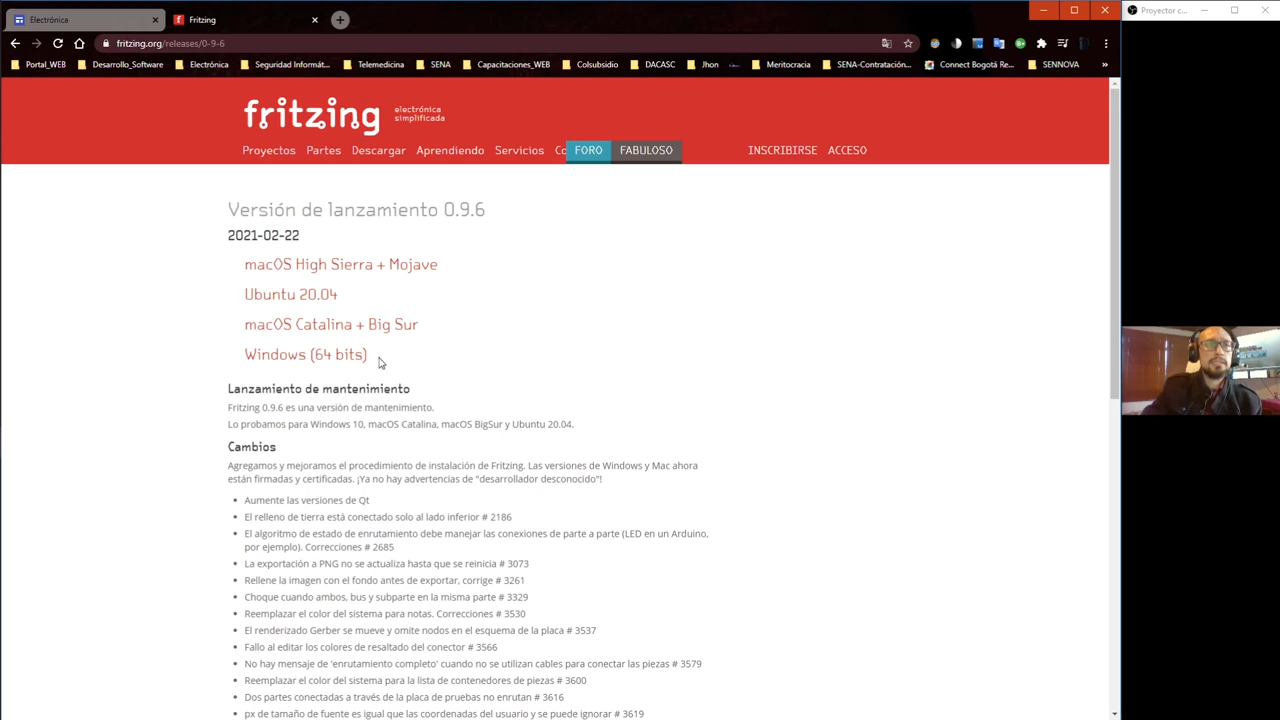 Electrónica
Fritzing
Proyector c...
fritzing.org/releases/0-9-6
Portal_WEB
Desarrollo_Software
Electrónica
Seguridad Informát...
Telemedicina
SENA
Capacitaciones_WEB
Colsubsidio
DACASC
Jhon
Meritocracia
SENA-Contratación...
Connect Bogotá Re...
SENNOVA
fritzing
electrónica
simplificada
Proyectos
Partes
Descargar
Aprendiendo
Servicios
Co
FORO
FABULOSO
INSCRIBIRSE
ACCESO
Versión de lanzamiento 0.9.6
2021-02-22
macOS High Sierra + Mojave
Ubuntu 20.04
macOS Catalina + Big Sur
Windows (64 bits)
Lanzamiento de mantenimiento
Fritzing 0.9.6 es una versión de mantenimiento.
Lo probamos para Windows 10, macOS Catalina, macOS BigSur y Ubuntu 20.04.
Cambios
Agregamos y mejoramos el procedimiento de instalación de Fritzing. Las versiones de Windows y Mac ahora
están firmadas y certificadas. ¡Ya no hay advertencias de "desarrollador desconocido"!
Aumente las versiones de Qt
El relleno de tierra está conectado solo al lado inferior # 2186
El algoritmo de estado de enrutamiento debe manejar las conexiones de parte a parte (LED en un Arduino,
por ejemplo). Correcciones # 2685
La exportación a PNG no se actualiza hasta que se reinicia # 3073
Rellene la imagen con el fondo antes de exportar, corrige # 3261
Choque cuando ambos, bus y subparte en la misma parte # 3329
Reemplazar el color del sistema para notas. Correcciones # 3530
El renderizado Gerber se mueve y omite nodos en el esquema de la placa # 3537
Fallo al editar los colores de resaltado del conector # 3566
No hay mensaje de 'enrutamiento completo' cuando no se utilizan cables para conectar las piezas # 3579
Reemplazar el color del sistema para la lista de contenedores de piezas # 3600
Dos partes conectadas a través de la placa de pruebas no enrutan # 3616
px de tamaño de fuente es igual que las coordenadas del usuario y se puede ignorar # 3619